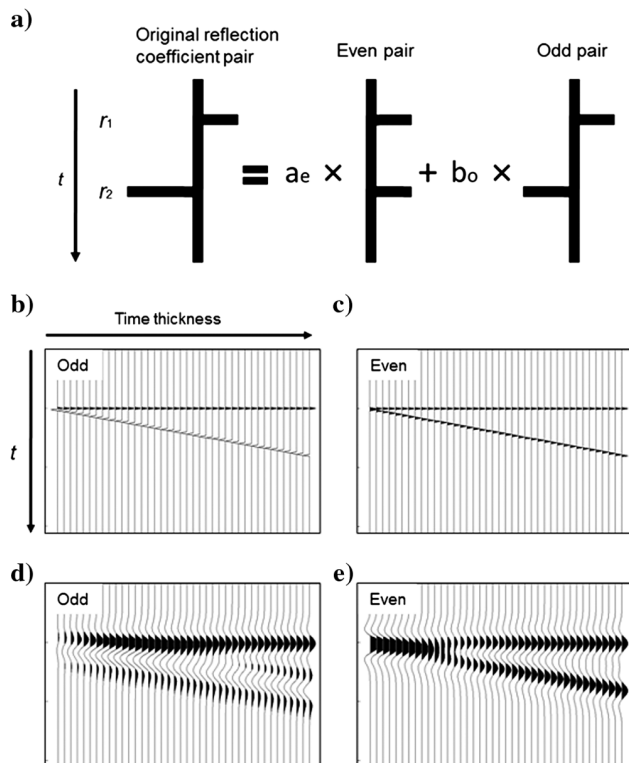 a)
Original reflection
coefficient pair
Even pair
Odd pair
t
r1
r2
= ae × + bo ×
b)
Time thickness
c)
Odd
Even
t
d)
e)
Odd
Even